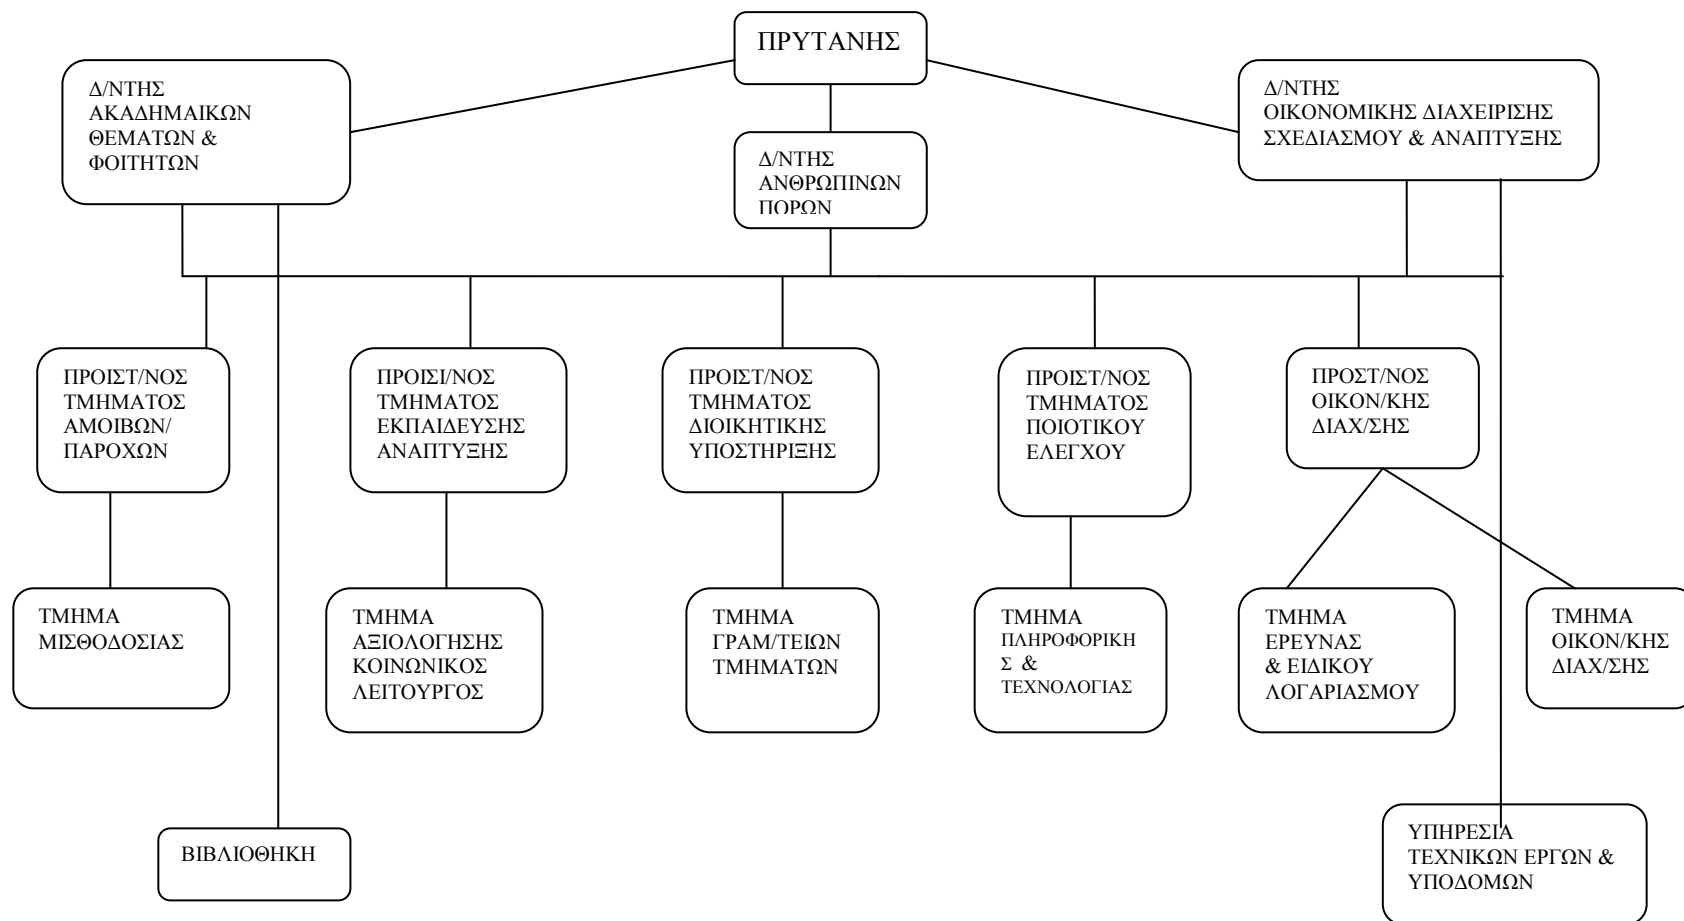 ΠΡΥΤΑΝΗΣ
Δ/ΝΤΗΣ
ΑΚΑΔΗΜΑΙΚΩΝ
ΘΕΜΑΤΩΝ &
ΦΟΙΤΗΤΩΝ
Δ/ΝΤΗΣ
ΑΝΘΡΩΠΙΝΩΝ
ΠΟΡΩΝ
Δ/ΝΤΗΣ
ΟΙΚΟΝΟΜΙΚΗΣ ΔΙΑΧΕΙΡΙΣΗΣ
ΣΧΕΔΙΑΣΜΟΥ & ΑΝΑΠΤΥΞΗΣ
ΠΡΟΙΣΤ/ΝΟΣ
ΤΜΗΜΑΤΟΣ
ΑΜΟΙΒΩΝ/
ΠΑΡΟΧΩΝ
ΠΡΟΙΣΙ/ΝΟΣ
ΤΜΗΜΑΤΟΣ
ΕΚΠΑΙΔΕΥΣΗΣ
ΑΝΑΠΤΥΞΗΣ
ΠΡΟΙΣΤ/ΝΟΣ
ΤΜΗΜΑΤΟΣ
ΔΙΟΙΚΗΤΙΚΗΣ
ΥΠΟΣΤΗΡΙΞΗΣ
ΠΡΟΙΣΤ/ΝΟΣ
ΤΜΗΜΑΤΟΣ
ΠΟΙΟΤΙΚΟΥ
ΕΛΕΓΧΟΥ
ΠΡΟΣΤ/ΝΟΣ
ΟΙΚΟΝ/ΚΗΣ
ΔΙΑΧ/ΣΗΣ
ΤΜΗΜΑ
ΜΙΣΘΟΔΟΣΙΑΣ
ΤΜΗΜΑ
ΑΞΙΟΛΟΓΗΣΗΣ
ΚΟΙΝΩΝΙΚΟΣ
ΛΕΙΤΟΥΡΓΟΣ
ΤΜΗΜΑ
ΓΡΑΜ/ΤΕΙΩΝ
ΤΜΗΜΑΤΩΝ
ΤΜΗΜΑ
ΠΛΗΡΟΦΟΡΙΚΗ
Σ &
ΤΕΧΝΟΛΟΓΙΑΣ
ΤΜΗΜΑ
ΕΡΕΥΝΑΣ
& ΕΙΔΙΚΟΥ
ΛΟΓΑΡΙΑΣΜΟΥ
ΤΜΗΜΑ
ΟΙΚΟΝ/ΚΗΣ
ΔΙΑΧ/ΣΗΣ
ΒΙΒΛΙΟΘΗΚΗ
ΥΠΗΡΕΣΙΑ
ΤΕΧΝΙΚΩΝ ΕΡΓΩΝ &
ΥΠΟΔΟΜΩΝ